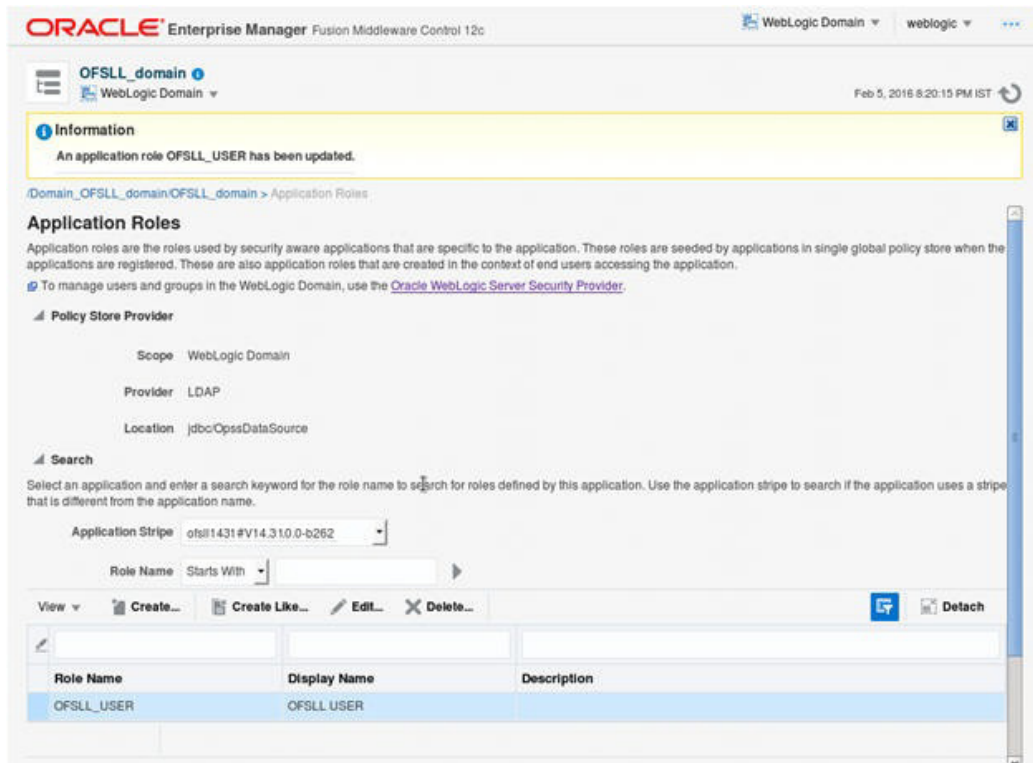 ORACLE Enterprise Manager Fusion Middleware Control 12c
WebLogic Domain
weblogic
OFSLL_domain
WebLogic Domain
Feb 5, 2016 8:20:15 PM IST
Information
An application role OFSLL_USER has been updated.
/Domain_OFSLL_domain/OFSLL_domain > Application Roles
Application Roles
Application roles are the roles used by security aware applications that are specific to the application. These roles are seeded by applications in single global policy store when the
applications are registered. These are also application roles that are created in the context of end users accessing the application.
To manage users and groups in the WebLogic Domain, use the Oracle WebLogic Server Security Provider.
Policy Store Provider
Scope WebLogic Domain
Provider LDAP
Location jdbc/OpssDataSource
Search
Select an application and enter a search keyword for the role name to search for roles defined by this application. Use the application stripe to search if the application uses a stripe
that is different from the application name.
Application Stripe ofsll1431#V14.3.1.0.0-b262
Role Name Starts With
View Create... Create Like... Edit... Delete... Detach
Role Name Display Name Description
OFSLL_USER OFSLL USER